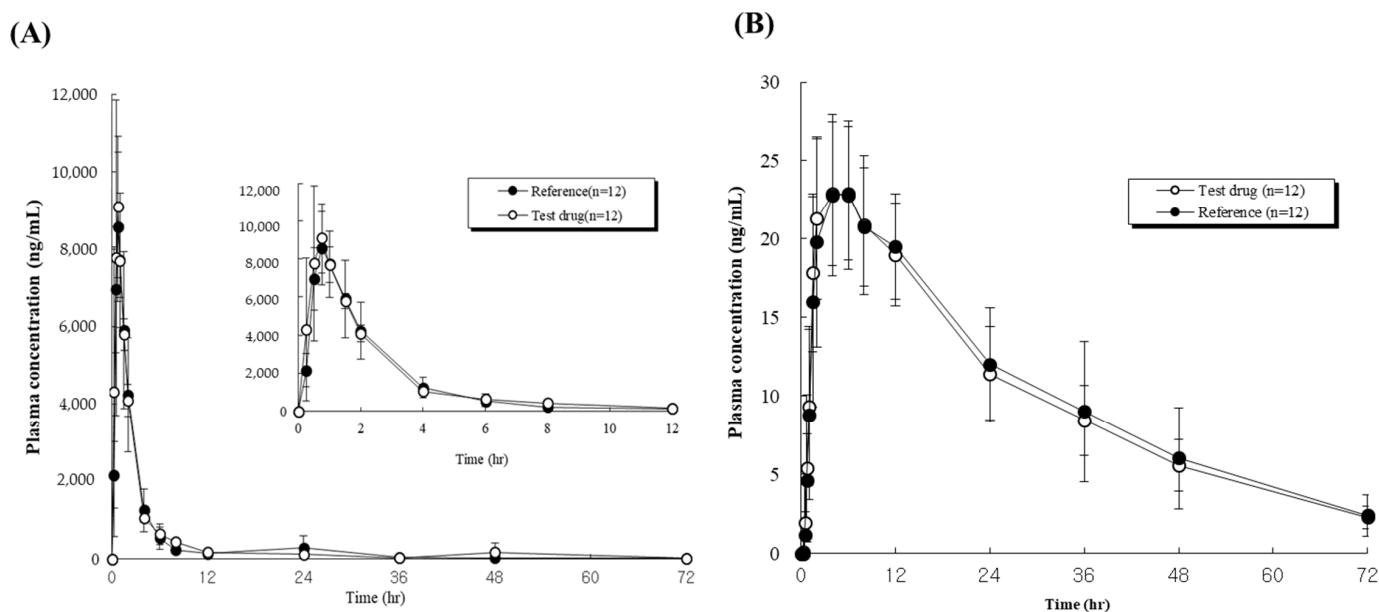 (A)
Plasma concentration (ng/mL)
12,000
10,000
8,000
6,000
4,000
2,000
0
0 12 24 36 48 60 72
Time (hr)
12,000
10,000
8,000
6,000
4,000
2,000
0
0 2 4 6 8 10 12
Time (hr)
Reference(n=12)
Test drug(n=12)
(B)
Plasma concentration (ng/mL)
30
25
20
15
10
5
0
0 12 24 36 48 60 72
Time (hr)
Test drug (n=12)
Reference (n=12)